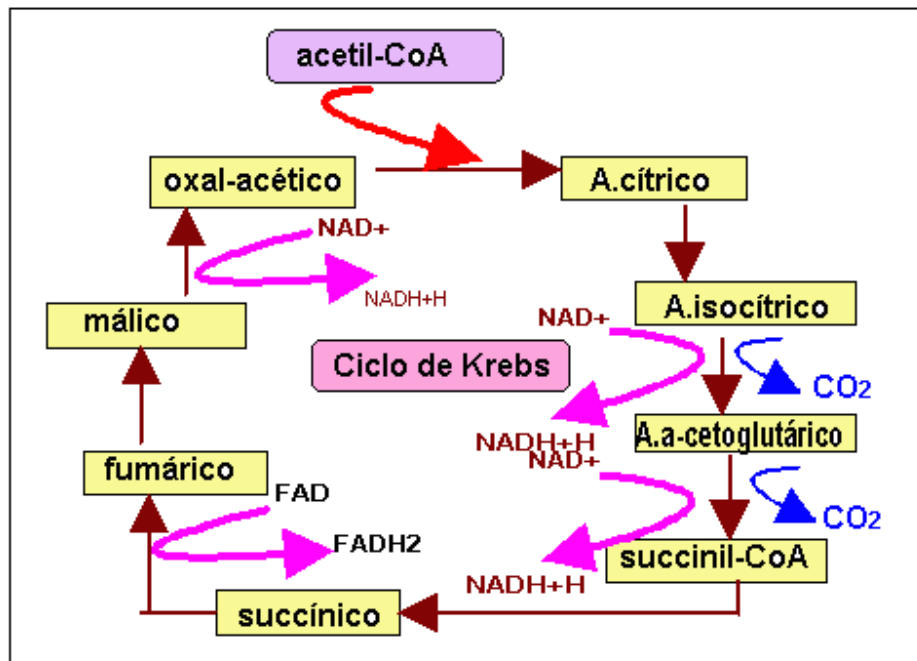 acetil-CoA
oxal-acético
A.cítrico
NAD+
NADH+H
A.isocítrico
málico
NAD+
Ciclo de Krebs
CO2
NADH+H
A.a-cetoglutárico
NAD+
fumárico
FAD
CO2
FADH2
succinil-CoA
NADH+H
succínico